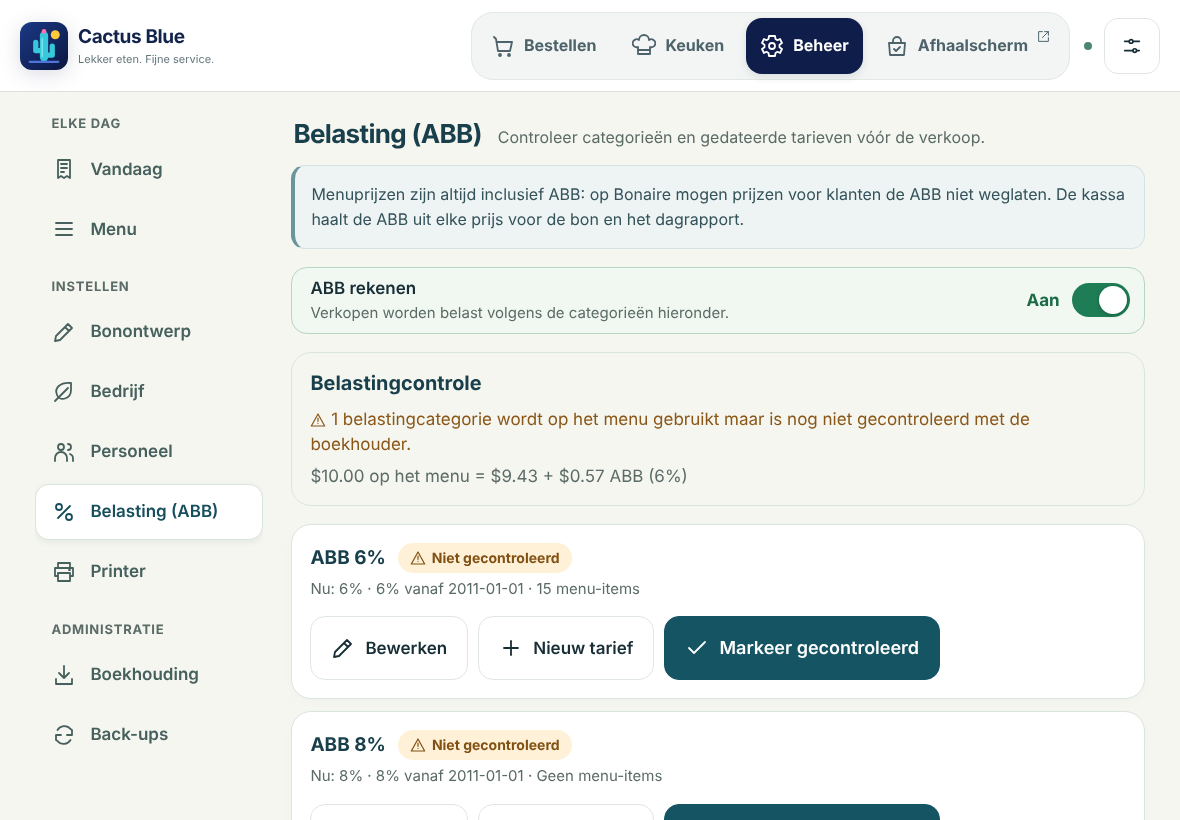 Cactus Blue
Lekker eten. Fijne service.
Bestellen
Keuken
Beheer
Afhaalscherm
ELKE DAG
Vandaag
Menu
INSTELLEN
Bonontwerp
Bedrijf
Personeel
Belasting (ABB)
Printer
ADMINISTRATIE
Boekhouding
Back-ups
Belasting (ABB)
Controleer categorieën en gedateerde tarieven vóór de verkoop.
Menuprijzen zijn altijd inclusief ABB: op Bonaire mogen prijzen voor klanten de ABB niet weglaten. De kassa
haalt de ABB uit elke prijs voor de bon en het dagrapport.
ABB rekenen
Verkopen worden belast volgens de categorieën hieronder.
Aan
Belastingcontrole
1 belastingcategorie wordt op het menu gebruikt maar is nog niet gecontroleerd met de
boekhouder.
$10.00 op het menu = $9.43 + $0.57 ABB (6%)
ABB 6%
Niet gecontroleerd
Nu: 6% · 6% vanaf 2011-01-01 · 15 menu-items
Bewerken
Nieuw tarief
Markeer gecontroleerd
ABB 8%
Niet gecontroleerd
Nu: 8% · 8% vanaf 2011-01-01 · Geen menu-items